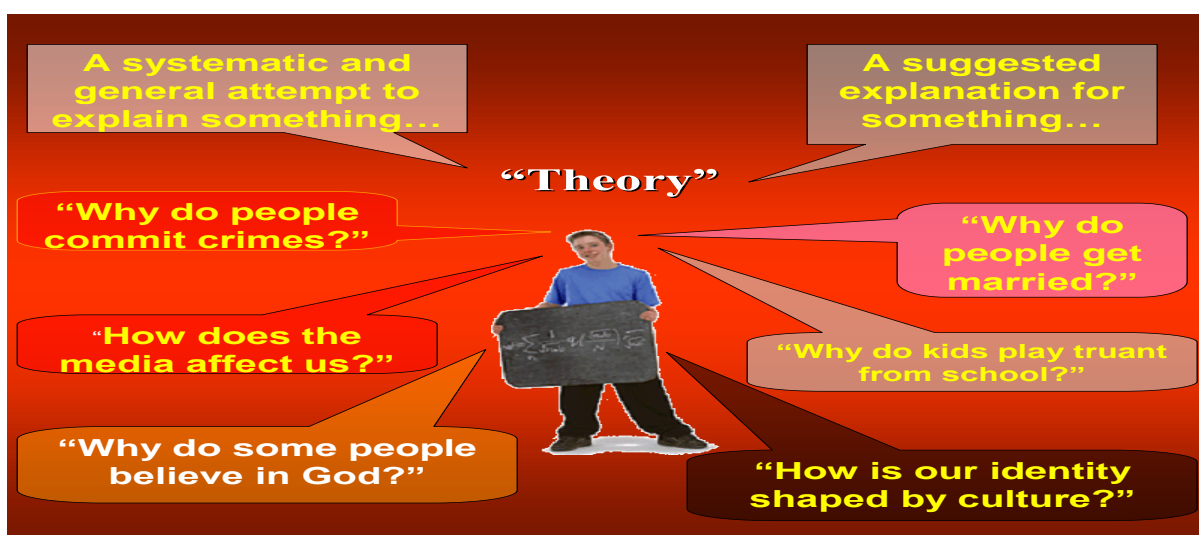 A systematic and
general attempt to
explain something…
A suggested
explanation for
something…
“Theory”
“Why do people
commit crimes?”
“Why do
people get
married?”
“How does the
media affect us?”
“Why do kids play truant
from school?”
“Why do some people
believe in God?”
“How is our identity
shaped by culture?”